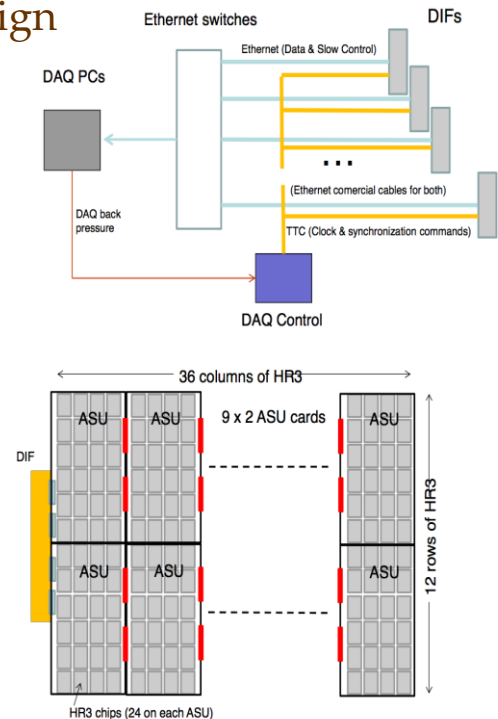 ign
Ethernet switches
DIFs
Ethernet (Data & Slow Control)
DAQ PCs
...
(Ethernet comercial cables for both)
DAQ back
pressure
TTC (Clock & synchronization commands)
DAQ Control
36 columns of HR3
ASU
ASU
9 x 2 ASU cards
ASU
DIF
12 rows of HR3
ASU
ASU
ASU
HR3 chips (24 on each ASU)